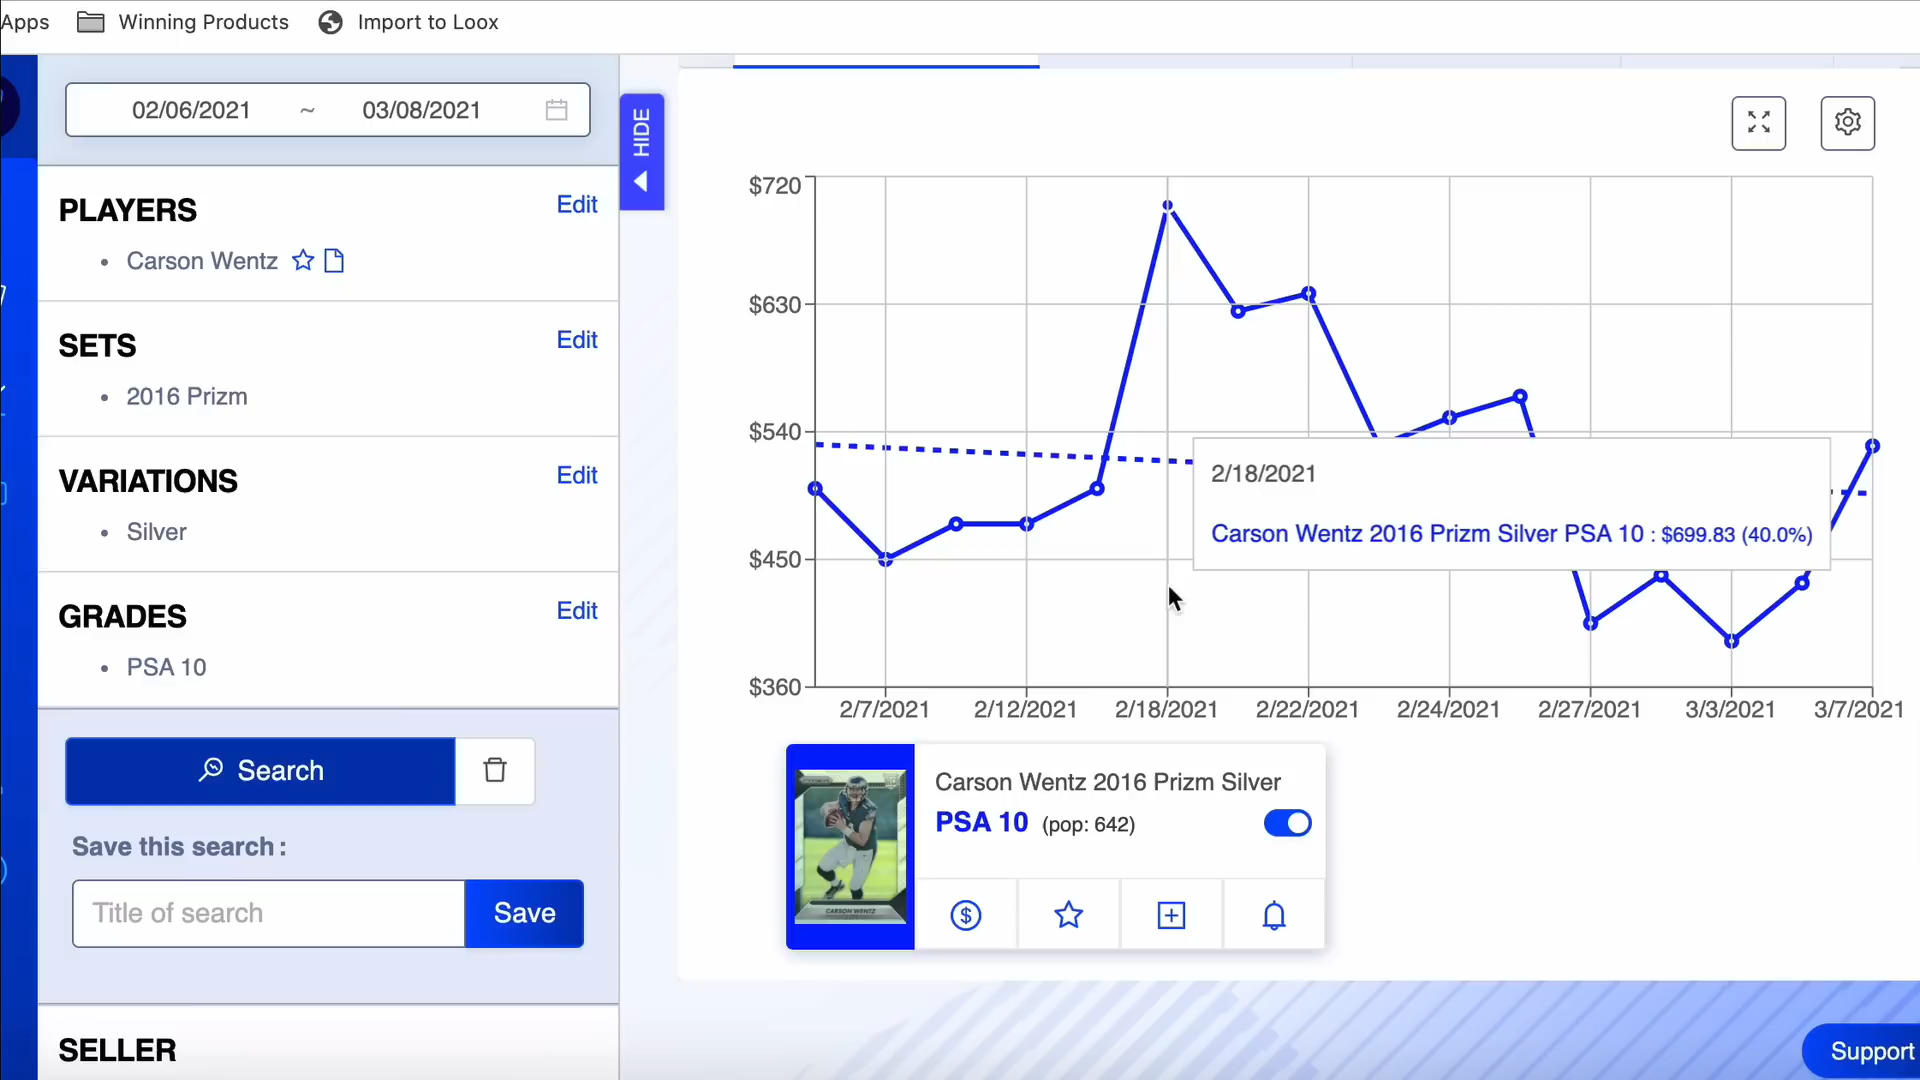 Apps Winning Products Import to Loox
02/06/2021 ~ 03/08/2021
HIDE
PLAYERS Edit
• Carson Wentz
SETS Edit
• 2016 Prizm
VARIATIONS Edit
• Silver
GRADES Edit
• PSA 10
Search
Save this search :
Title of search Save
SELLER
$720
$630
$540
$450
$360
2/7/2021 2/12/2021 2/18/2021 2/22/2021 2/24/2021 2/27/2021 3/3/2021 3/7/2021
2/18/2021
Carson Wentz 2016 Prizm Silver PSA 10 : $699.83 (40.0%)
CARSON WENTZ
Carson Wentz 2016 Prizm Silver
PSA 10 (pop: 642)
Support